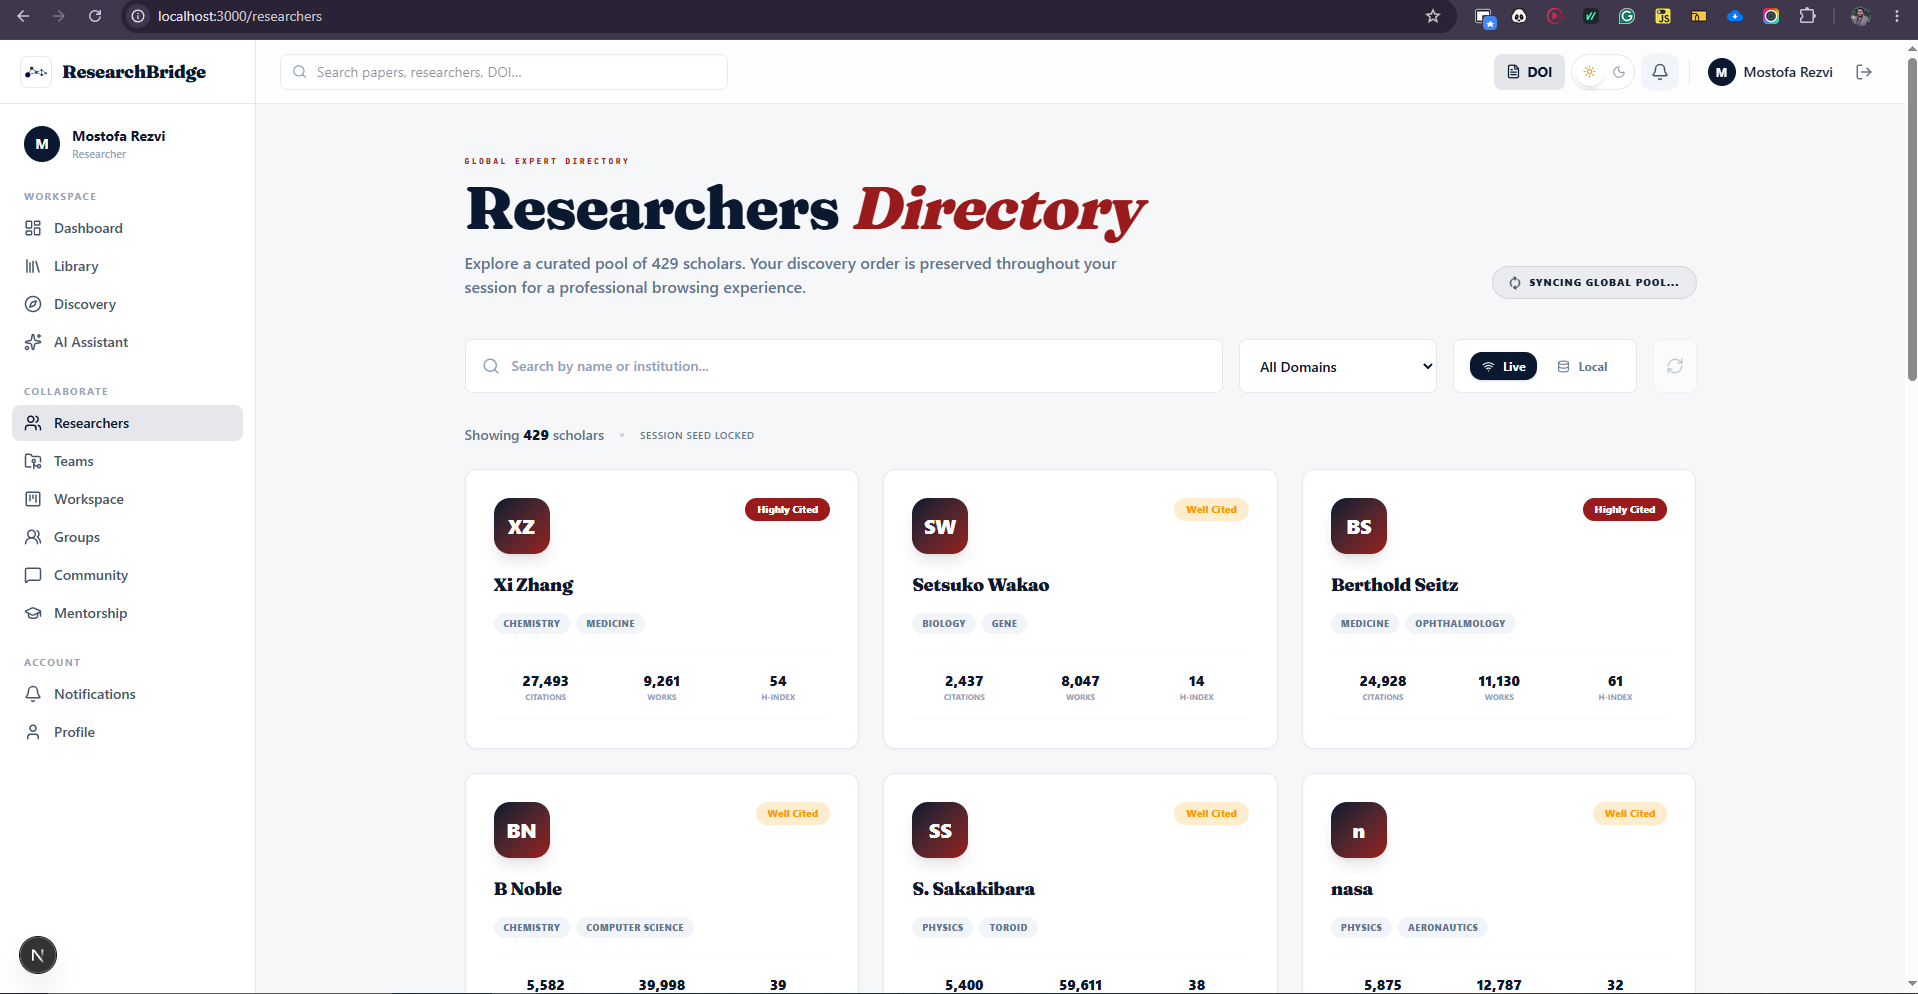 localhost:3000/researchers
ResearchBridge
Search papers, researchers, DOI...
DOI
M
Mostofa Rezvi
M
Mostofa Rezvi
Researcher
WORKSPACE
Dashboard
Library
Discovery
AI Assistant
COLLABORATE
Researchers
Teams
Workspace
Groups
Community
Mentorship
ACCOUNT
Notifications
Profile
N
GLOBAL EXPERT DIRECTORY
Researchers Directory
Explore a curated pool of 429 scholars. Your discovery order is preserved throughout your
session for a professional browsing experience.
SYNCING GLOBAL POOL...
Search by name or institution...
All Domains
Live
Local
Showing 429 scholars • SESSION SEED LOCKED
XZ
Highly Cited
Xi Zhang
CHEMISTRY MEDICINE
27,493 9,261 54
CITATIONS WORKS H-INDEX
SW
Well Cited
Setsuko Wakao
BIOLOGY GENE
2,437 8,047 14
CITATIONS WORKS H-INDEX
BS
Highly Cited
Berthold Seitz
MEDICINE OPHTHALMOLOGY
24,928 11,130 61
CITATIONS WORKS H-INDEX
BN
Well Cited
B Noble
CHEMISTRY COMPUTER SCIENCE
5,582 39,998 39
SS
Well Cited
S. Sakakibara
PHYSICS TOROID
5,400 59,611 38
n
Well Cited
nasa
PHYSICS AERONAUTICS
5,875 12,787 32